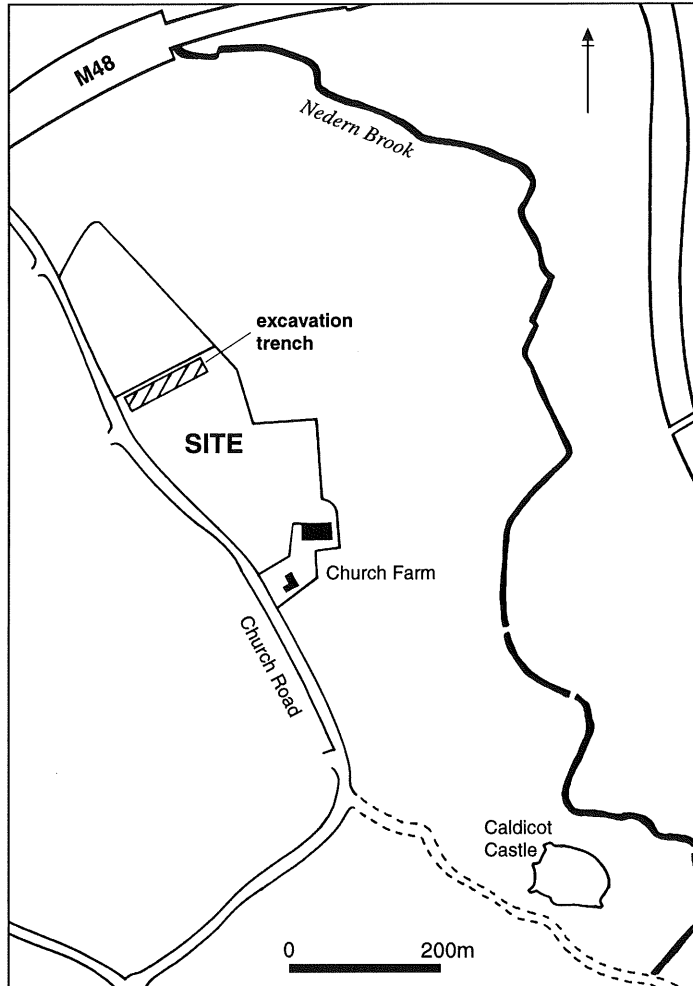 M48
Nedern Brook
excavation
trench
SITE
Church Farm
Church Road
Caldicot
Castle
0 200m